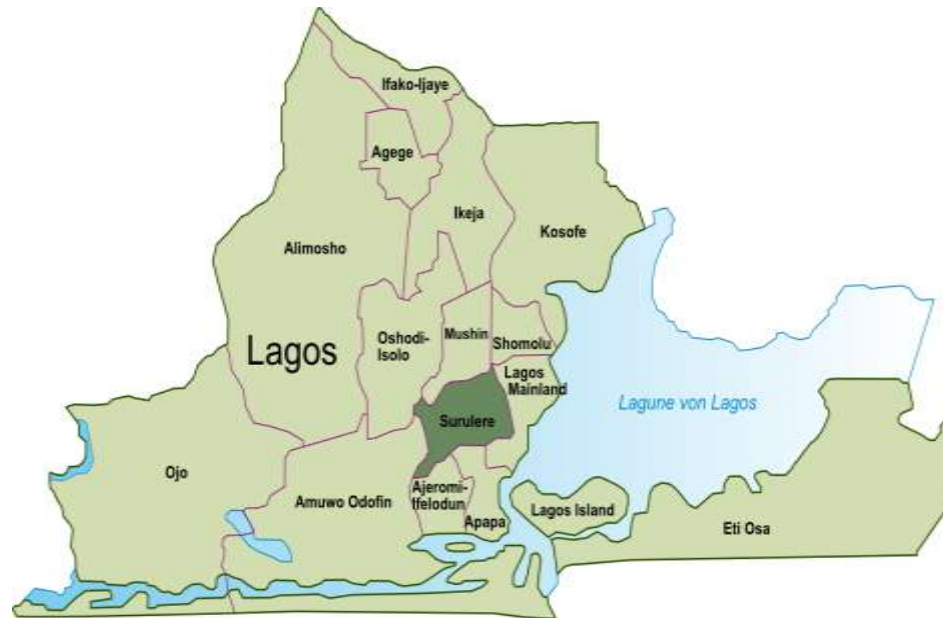 Ifako-Ijaye
Agege
Ikeja
Kosofe
Alimosho
Oshodi-
Isolo
Mushin
Shomolu
Lagos
Lagos
Mainland
Lagune von Lagos
Surulere
Ojo
Amuwo Odofin
Ajeromi-
Ifelodun
Apapa
Lagos Island
Eti Osa